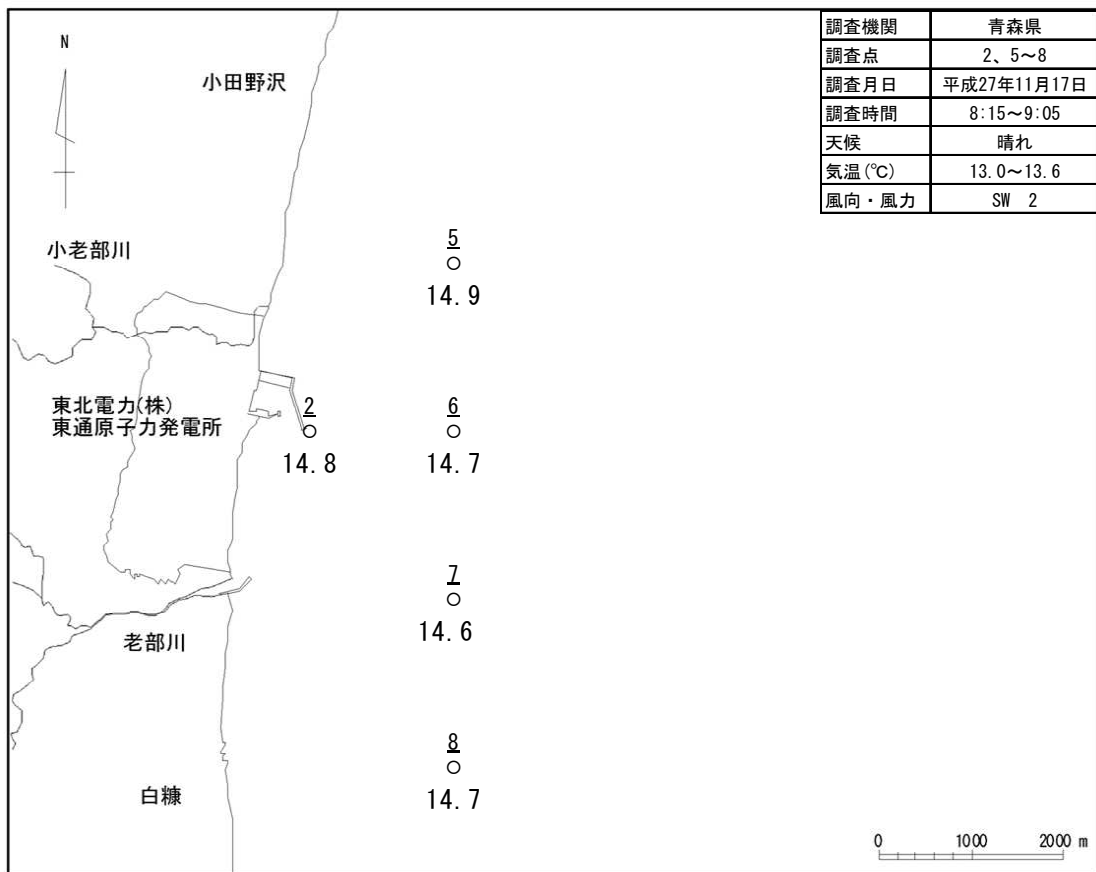 調査機関 青森県
調査点 2、5～8
調査月日 平成27年11月17日
調査時間 8:15～9:05
天候 晴れ
気温(℃) 13.0～13.6
風向・風力 SW 2
N
小田野沢
小老部川
5
14.9
東北電力(株)
東通原子力発電所
2
14.8
6
14.7
7
14.6
老部川
8
14.7
白糠
0 1000 2000 m